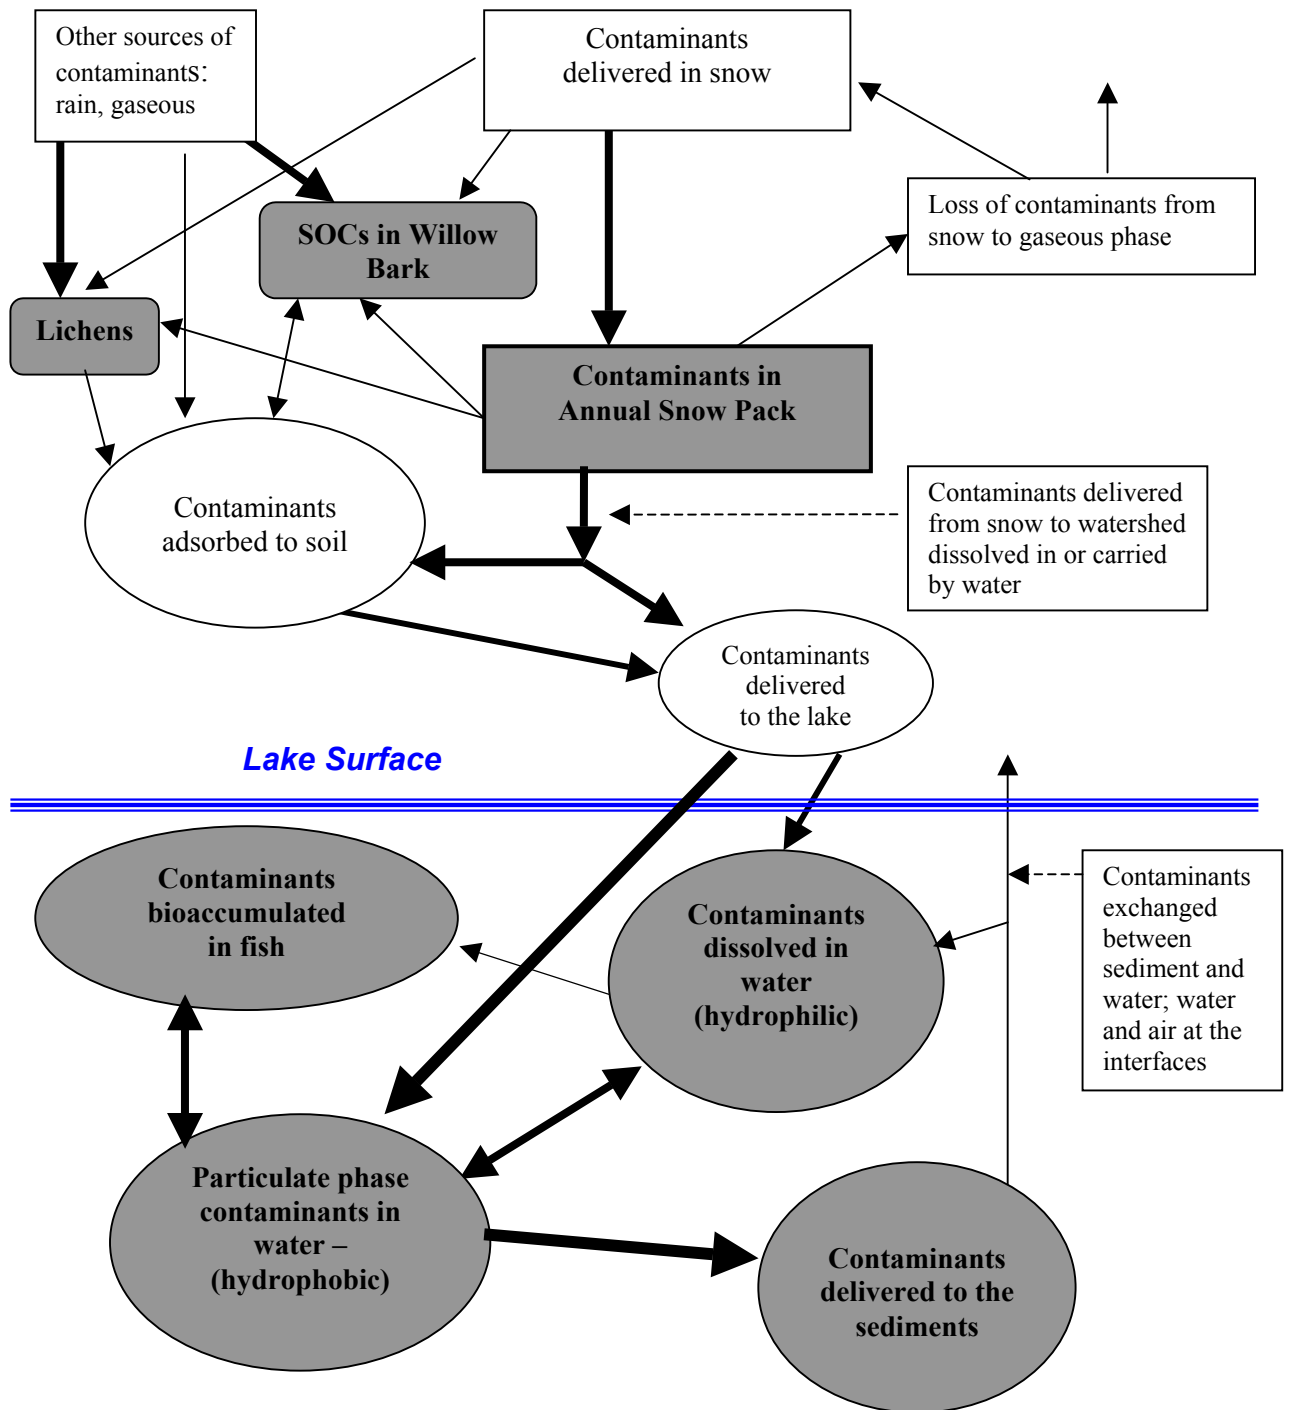 Other sources of
contaminants:
rain, gaseous
Contaminants
delivered in snow
Loss of contaminants from
snow to gaseous phase
SOCs in Willow
Bark
Lichens
Contaminants in
Annual Snow Pack
Contaminants
adsorbed to soil
Contaminants delivered
from snow to watershed
dissolved in or carried
by water
Contaminants
delivered
to the lake
Lake Surface
Contaminants
bioaccumulated
in fish
Contaminants
dissolved in
water
(hydrophilic)
Contaminants
exchanged
between
sediment and
water; water
and air at the
interfaces
Particulate phase
contaminants in
water –
(hydrophobic)
Contaminants
delivered to the
sediments